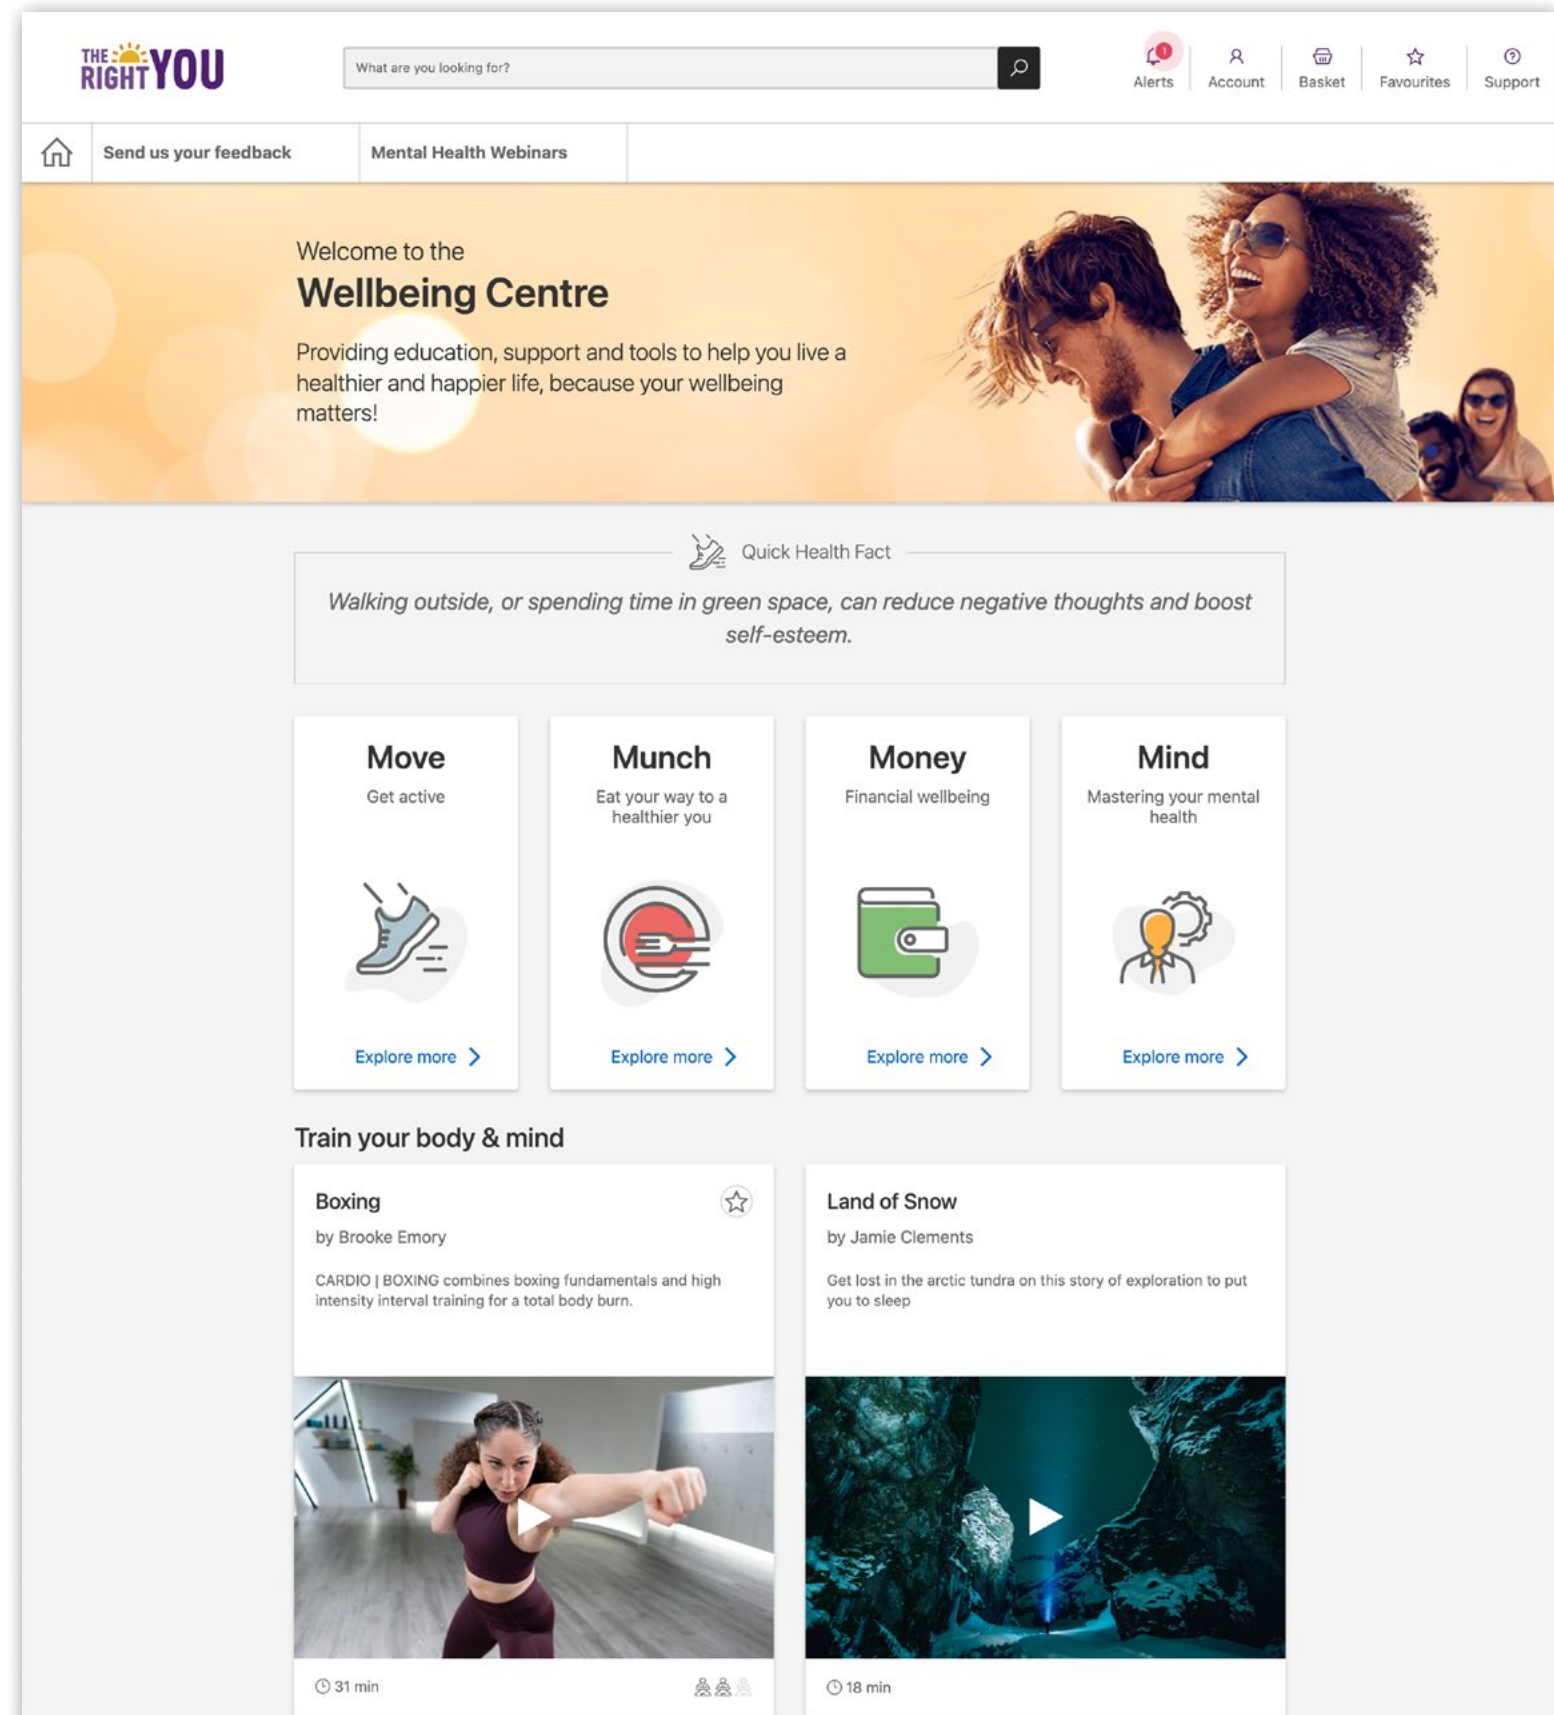 THE
RIGHT YOU
What are you looking for?
1
Alerts
Account
Basket
Favourites
Support
Send us your feedback
Mental Health Webinars
Welcome to the
Wellbeing Centre
Providing education, support and tools to help you live a
healthier and happier life, because your wellbeing
matters!
Quick Health Fact
Walking outside, or spending time in green space, can reduce negative thoughts and boost
self-esteem.
Move
Get active
Explore more
Munch
Eat your way to a
healthier you
Explore more
Money
Financial wellbeing
Explore more
Mind
Mastering your mental
health
Explore more
Train your body & mind
Boxing
by Brooke Emory
CARDIO | BOXING combines boxing fundamentals and high
intensity interval training for a total body burn.
31 min
Land of Snow
by Jamie Clements
Get lost in the arctic tundra on this story of exploration to put
you to sleep
18 min